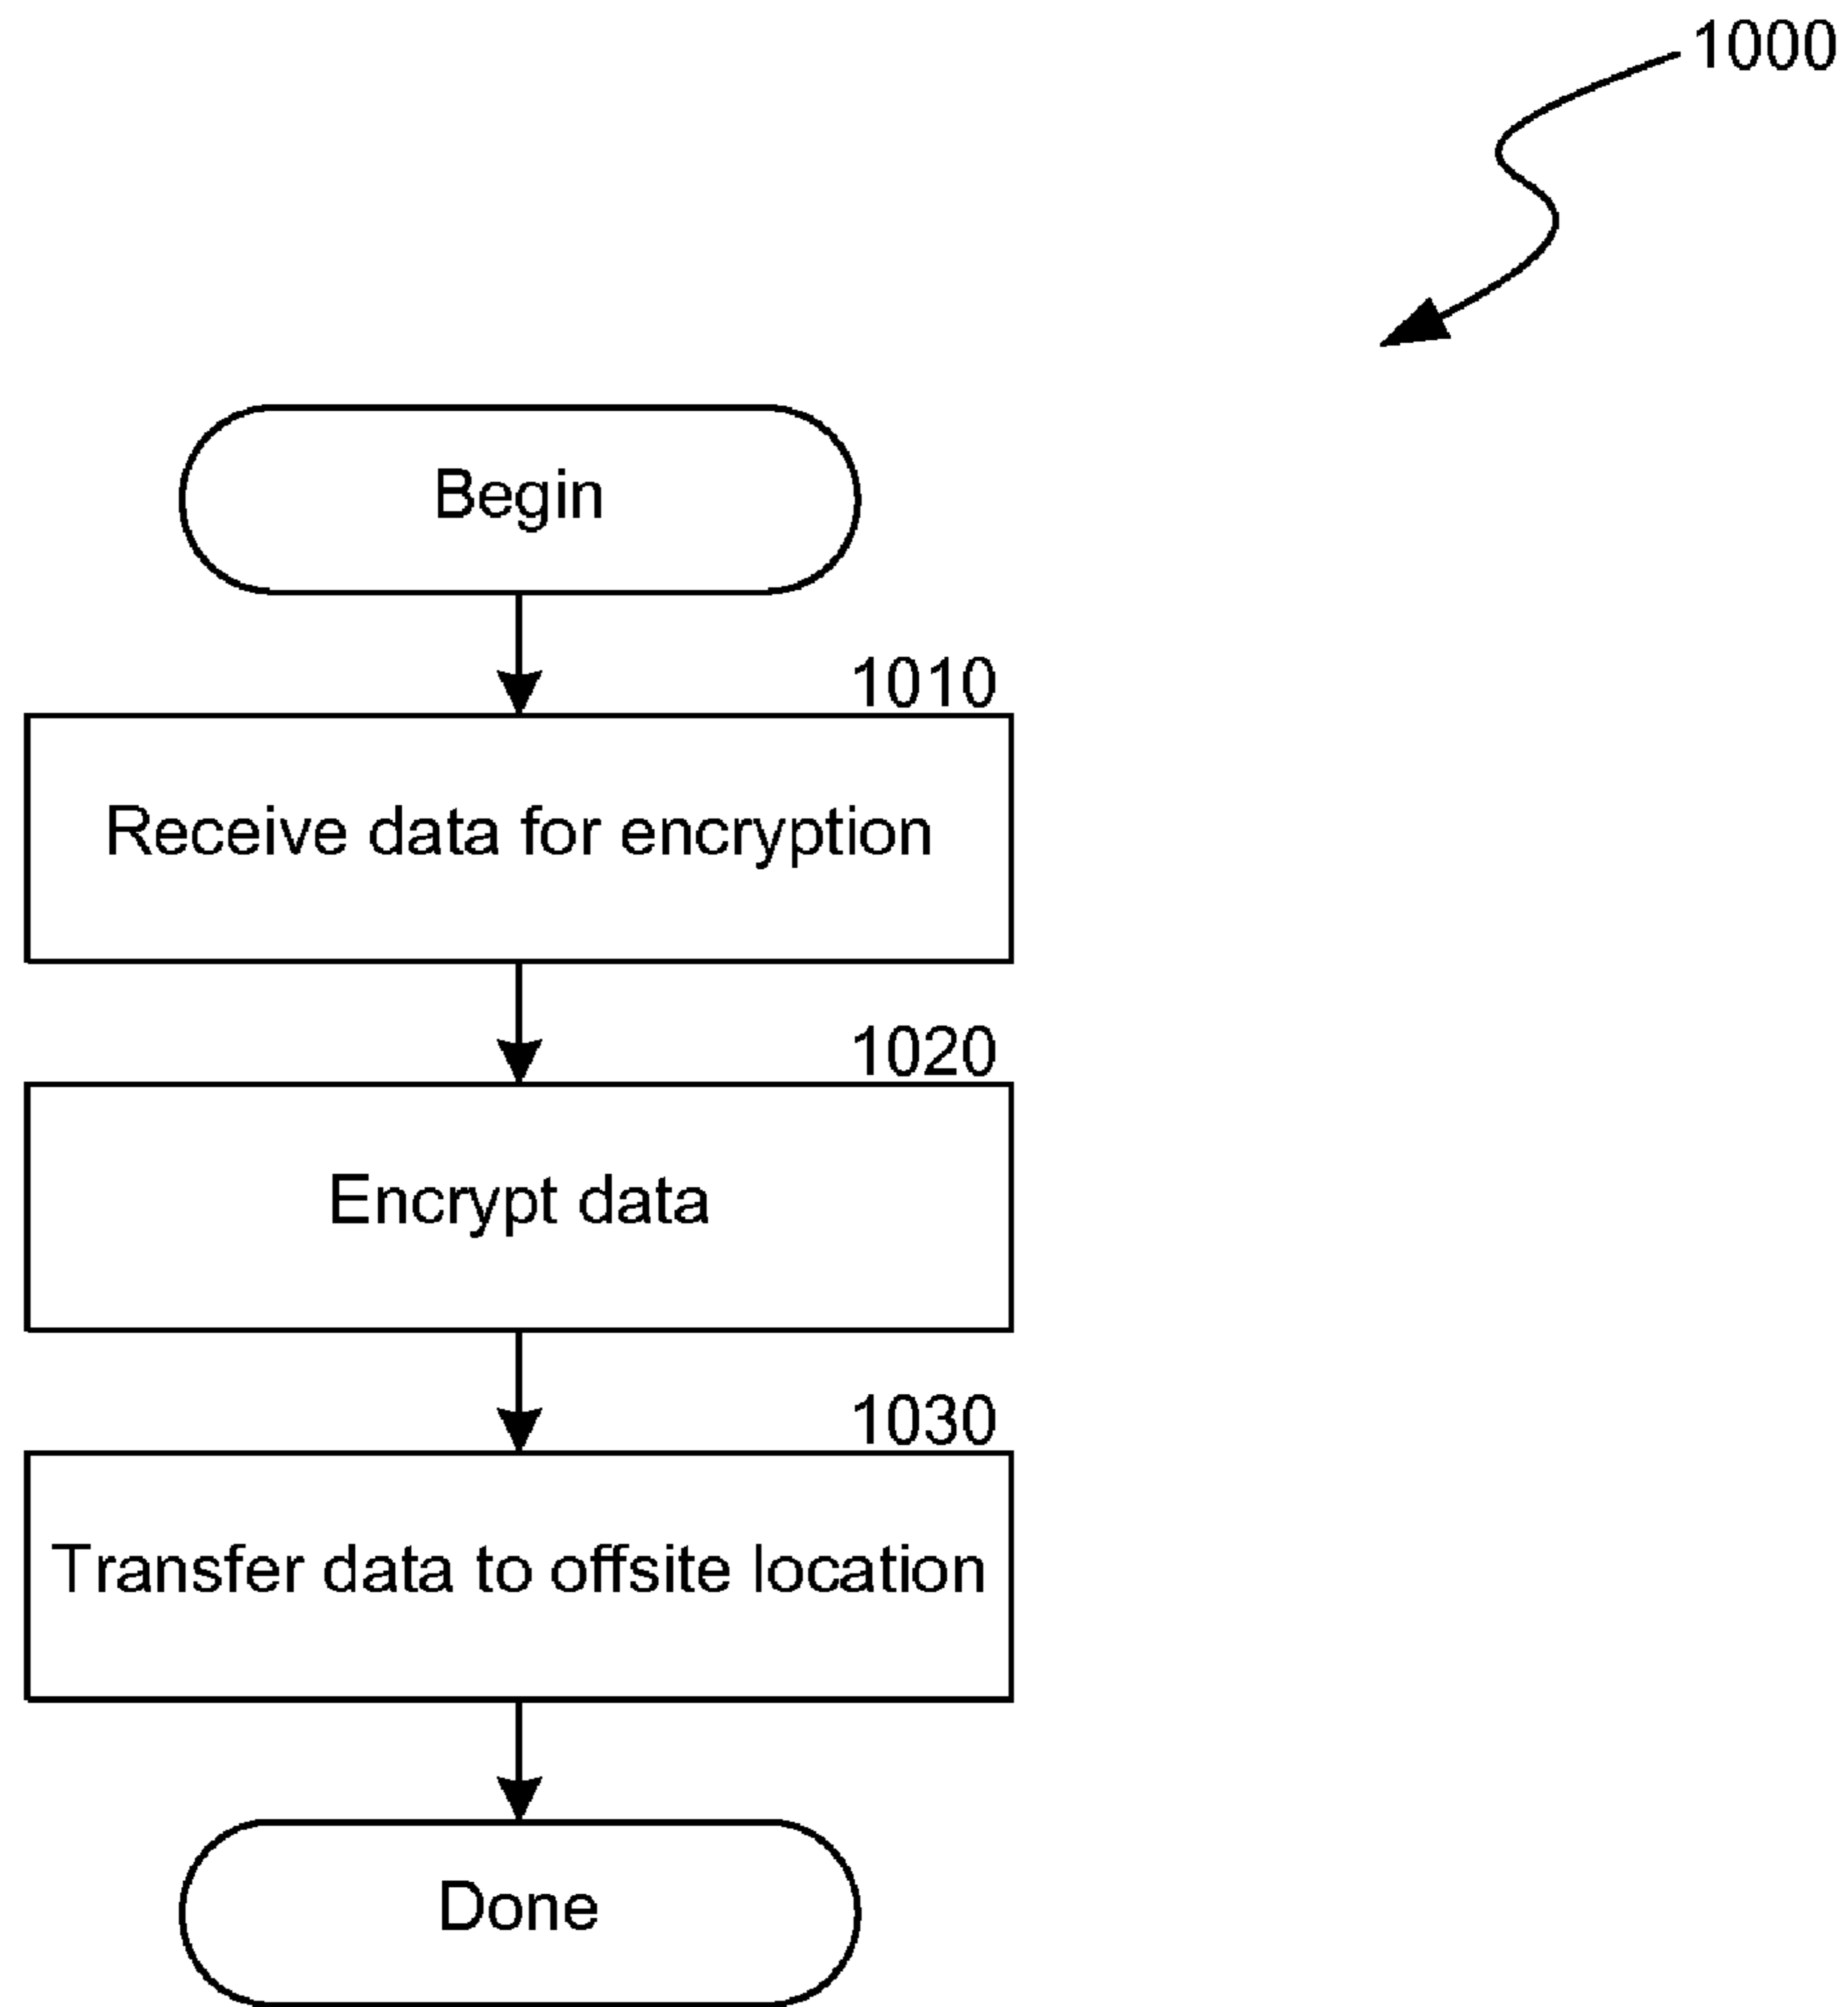 1000
Begin
1010
Receive data for encryption
1020
Encrypt data
1030
Transfer data to offsite location
Done